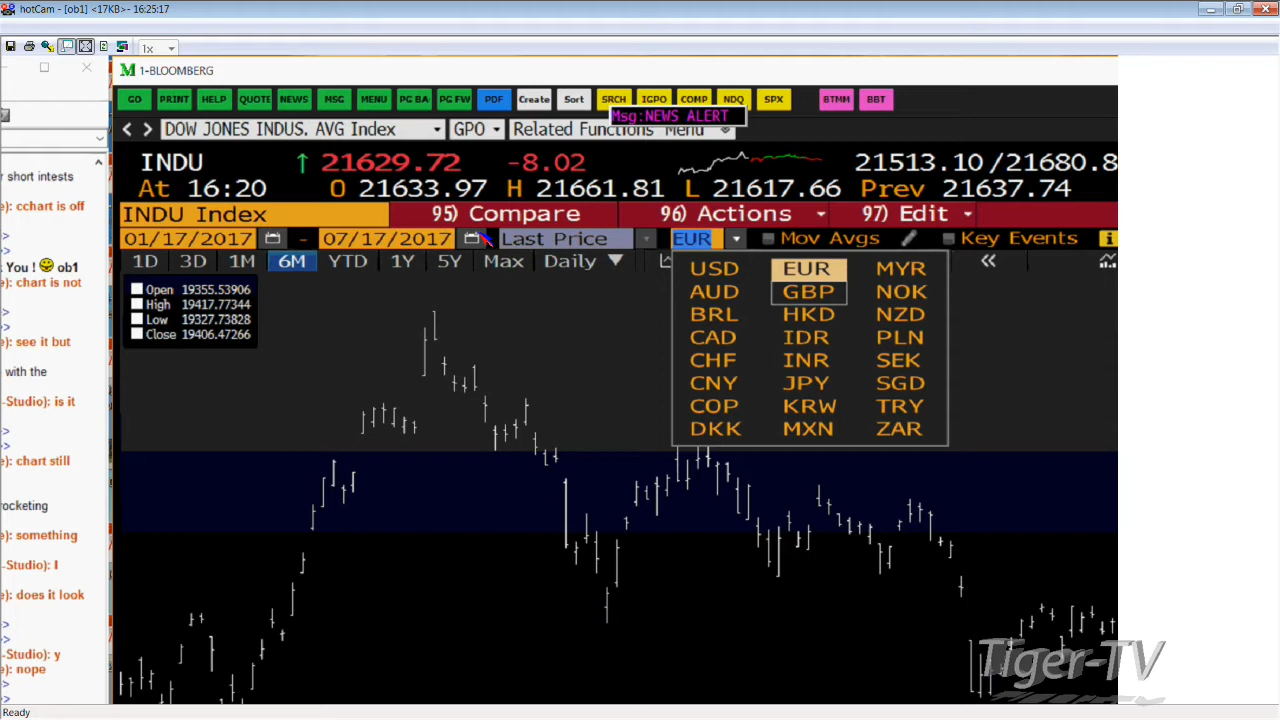 hotCam - [ob1] <17KB> - 16:25:17
1x
1-BLOOMBERG
GO PRINT HELP QUOTE NEWS MSG MENU PG BA PG FW PDF Create Sort SRCH IGPO COMP NDQ SPX BTMM BBT
Msg:NEWS ALERT
DOW JONES INDUS. AVG Index GPO Related Functions Menu
INDU 21629.72 -8.02 21513.10/21680.8
At 16:20 O 21633.97 H 21661.81 L 21617.66 Prev 21637.74
INDU Index 95) Compare 96) Actions 97) Edit
01/17/2017 - 07/17/2017 Last Price EUR Mov Avgs Key Events
1D 3D 1M 6M YTD 1Y 5Y Max Daily
USD EUR MYR
AUD GBP NOK
BRL HKD NZD
CAD IDR PLN
CHF INR SEK
CNY JPY SGD
COP KRW TRY
DKK MXN ZAR
Open 19355.53906
High 19417.77344
Low 19327.73828
Close 19406.47266
r short intests
e): cchart is off
>
>
You ! ob1
e): chart is not
>
>
e): see it but
with the
-Studio): is it
>
>
e): chart still
rocketing
e): something
-Studio): I
e): does it look
>
>
-Studio): y
e): nope
>
>
Tiger-TV
Ready